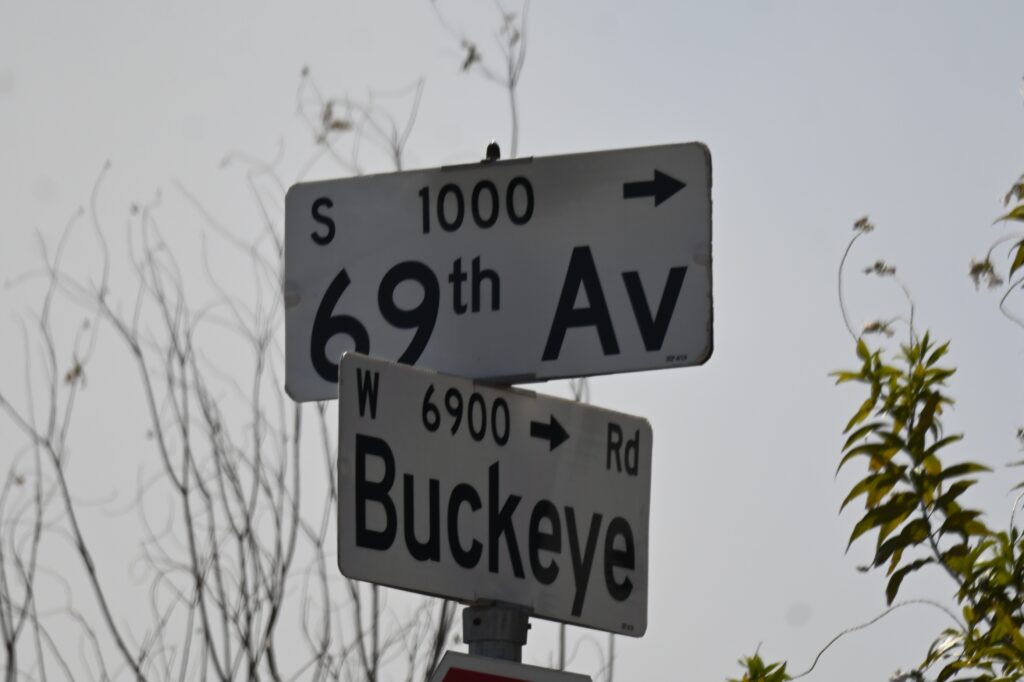 S 1000 →
69th Av
W 6900 → Rd
Buckeye